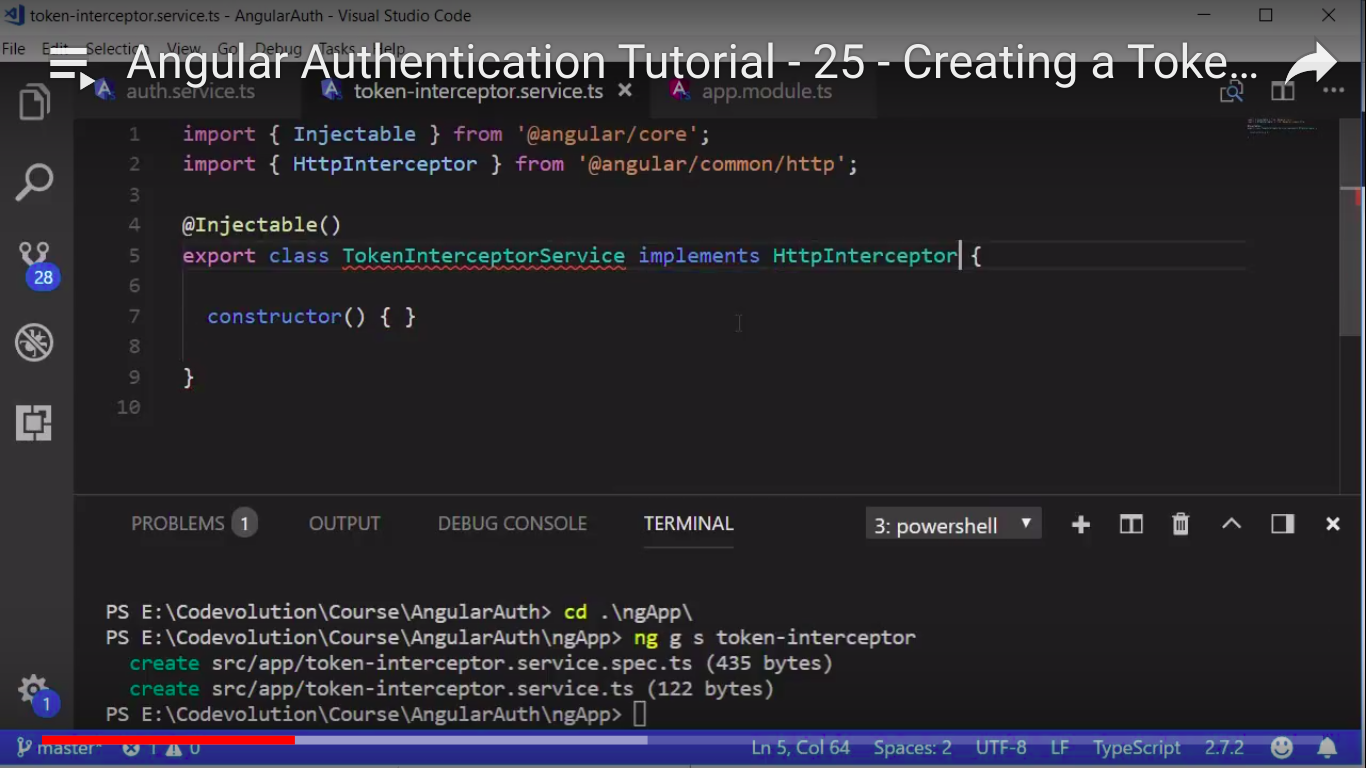 token-interceptor.service.ts - AngularAuth - Visual Studio Code
File Edit Selection View Go Debug Tasks Help
Angular Authentication Tutorial - 25 - Creating a Toke...
auth.service.ts token-interceptor.service.ts app.module.ts
1 import { Injectable } from '@angular/core';
2 import { HttpInterceptor } from '@angular/common/http';
3
4 @Injectable()
5 export class TokenInterceptorService implements HttpInterceptor {
6
7 constructor() { }
8
9 }
10
28
PROBLEMS 1 OUTPUT DEBUG CONSOLE TERMINAL 3: powershell
PS E:\Codevolution\Course\AngularAuth> cd .\ngApp\
PS E:\Codevolution\Course\AngularAuth\ngApp> ng g s token-interceptor
create src/app/token-interceptor.service.spec.ts (435 bytes)
create src/app/token-interceptor.service.ts (122 bytes)
PS E:\Codevolution\Course\AngularAuth\ngApp>
1
master* 1 0 Ln 5, Col 64 Spaces: 2 UTF-8 LF TypeScript 2.7.2